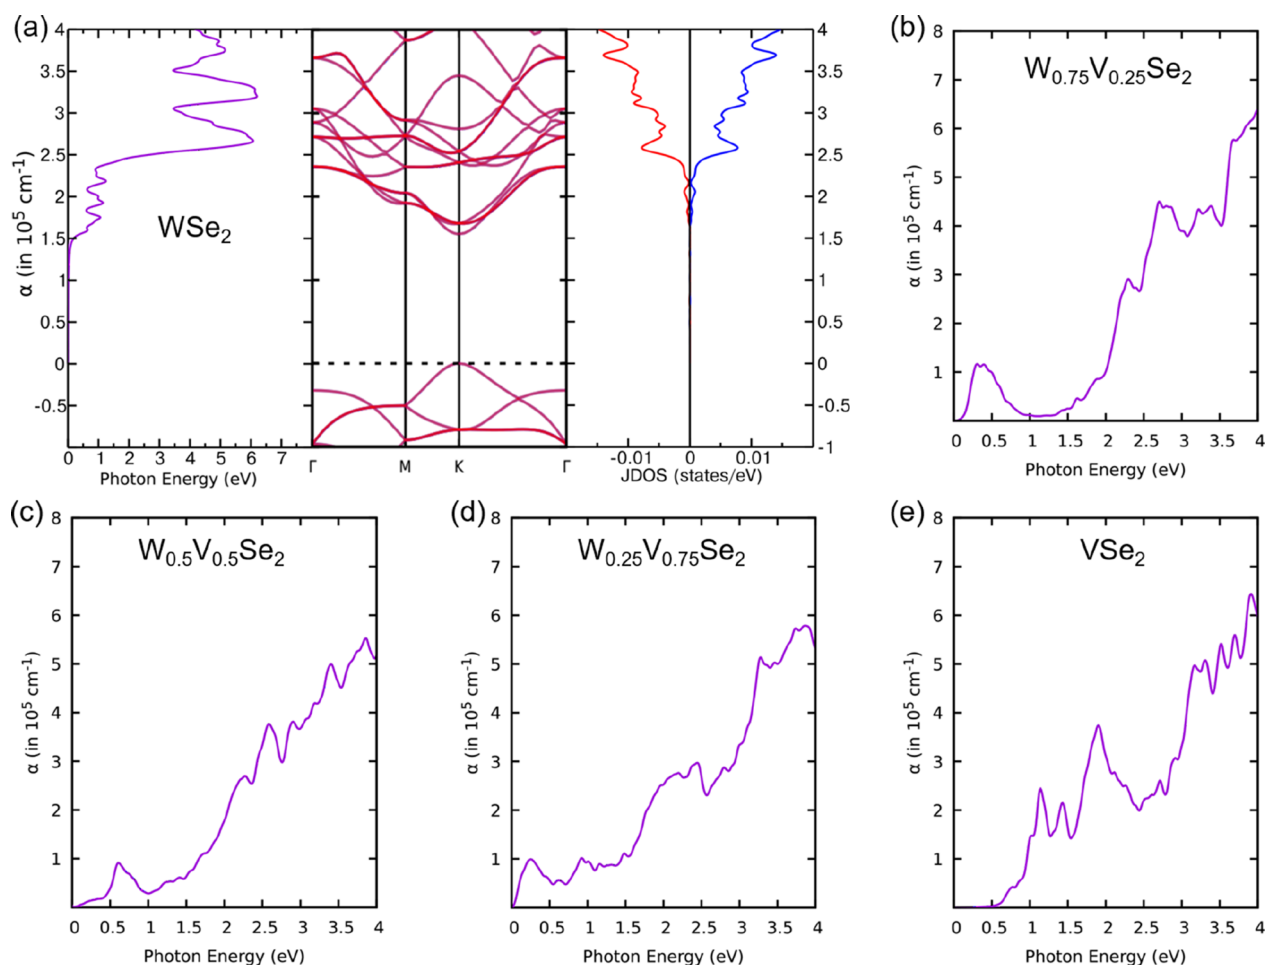 (a)
4
3.5
3
2.5
2
1.5
1
0.5
0
-0.5
α (in 10⁵ cm⁻¹)
WSe₂
0 1 2 3 4 5 6 7
Photon Energy (eV)
Γ M K Γ
4
3.5
3
2.5
2
1.5
1
0.5
0
-0.5
-1
-0.01 0 0.01
JDOS (states/eV)
(b)
W₀.₇₅V₀.₂₅Se₂
8
7
6
5
4
3
2
1
α (in 10⁵ cm⁻¹)
0 0.5 1 1.5 2 2.5 3 3.5 4
Photon Energy (eV)
(c)
W₀.₅V₀.₅Se₂
8
7
6
5
4
3
2
1
α (in 10⁵ cm⁻¹)
0 0.5 1 1.5 2 2.5 3 3.5 4
Photon Energy (eV)
(d)
W₀.₂₅V₀.₇₅Se₂
8
7
6
5
4
3
2
1
α (in 10⁵ cm⁻¹)
0 0.5 1 1.5 2 2.5 3 3.5 4
Photon Energy (eV)
(e)
VSe₂
8
7
6
5
4
3
2
1
α (in 10⁵ cm⁻¹)
0 0.5 1 1.5 2 2.5 3 3.5 4
Photon Energy (eV)